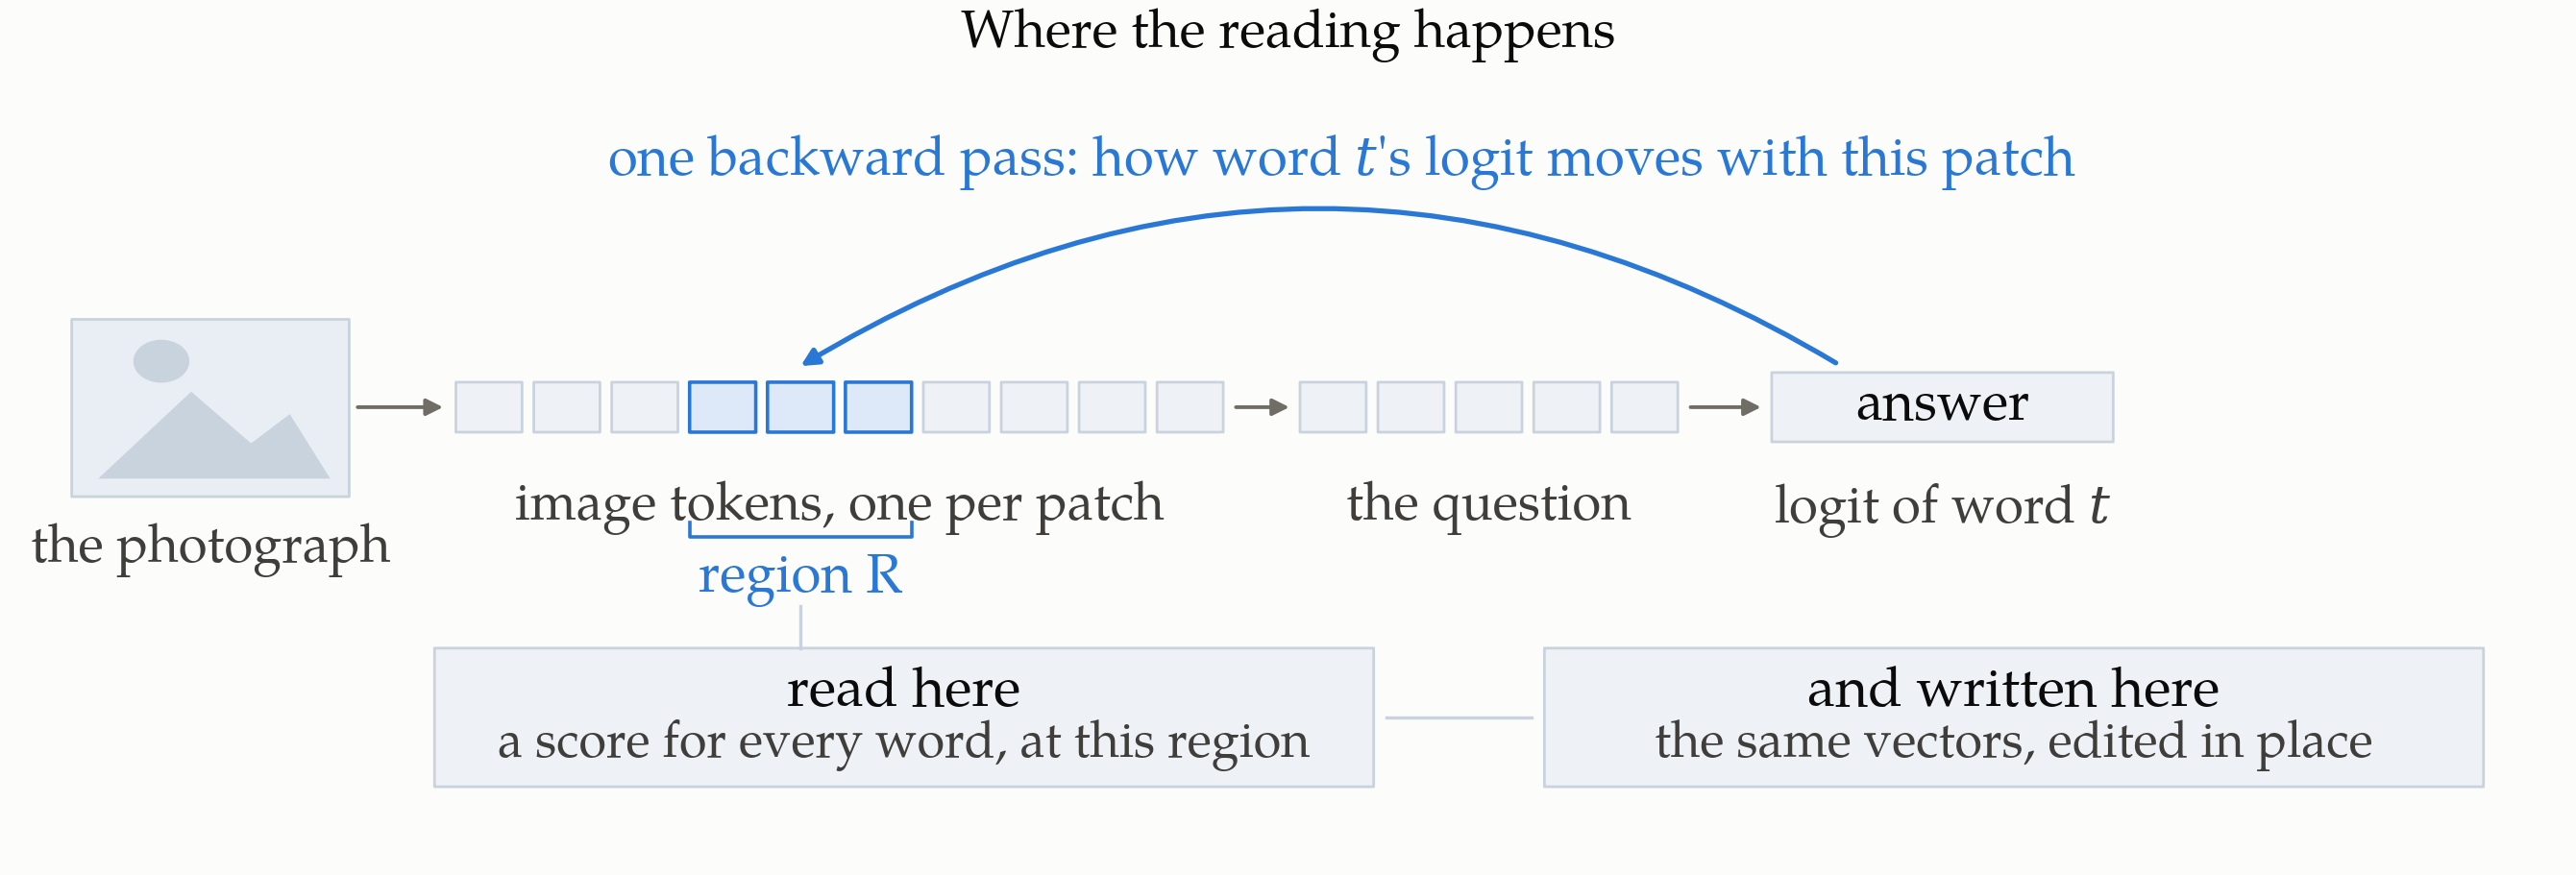 Where the reading happens
one backward pass: how word t's logit moves with this patch
answer
image tokens, one per patch
the question
logit of word t
the photograph
region R
read here
a score for every word, at this region
and written here
the same vectors, edited in place